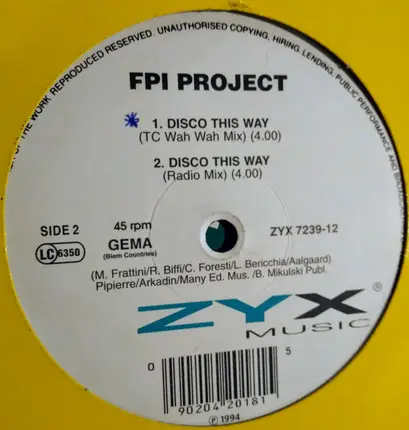 OF THE WORK REPRODUCED RESERVED. UNAUTHORISED COPYING, HIRING, LENDING, PUBLIC PERFORMANCE AND BROADCAS
FPI PROJECT
1. DISCO THIS WAY
(TC Wah Wah Mix) (4.00)
2. DISCO THIS WAY
(Radio Mix) (4.00)
SIDE 2 45 rpm ZYX 7239-12
LC 6350 GEMA
(Biem Countries)
(M. Frattini/R. Biffi/C. Foresti/L. Bericchia/Aalgaard)
Pipierre/Arkadin/Many Ed. Mus./B. Mikulski Publ.
ZYX®
MUSIC
0 5
90204 20181
Ⓟ 1994